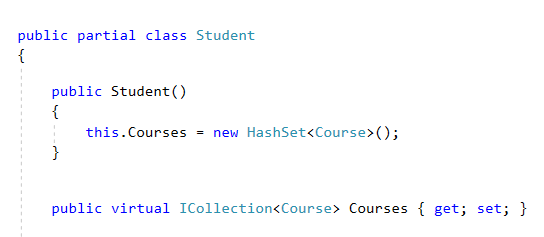 public partial class Student
{
public Student()
{
this.Courses = new HashSet<Course>();
}
public virtual ICollection<Course> Courses { get; set; }